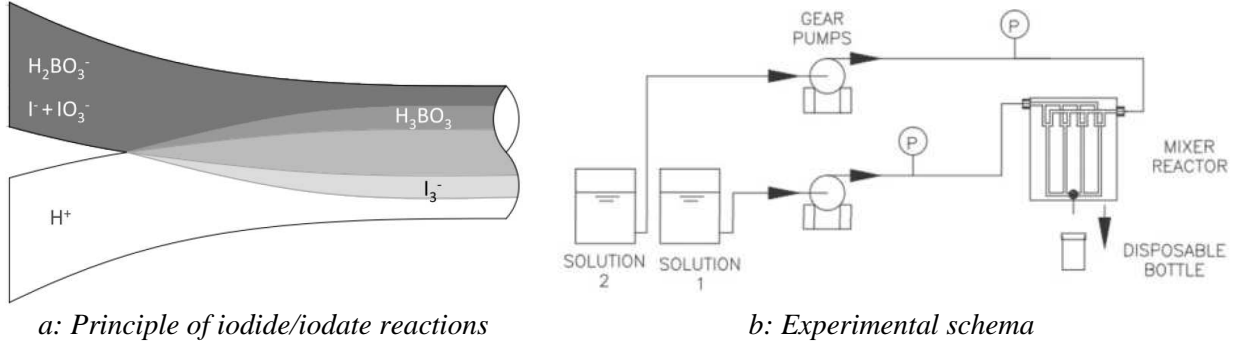 H₂BO₃⁻
I⁻ + IO₃⁻
H₃BO₃
I₃⁻
H⁺
a: Principle of iodide/iodate reactions
GEAR
PUMPS
P
P
MIXER
REACTOR
SOLUTION
2
SOLUTION
1
DISPOSABLE
BOTTLE
b: Experimental schema